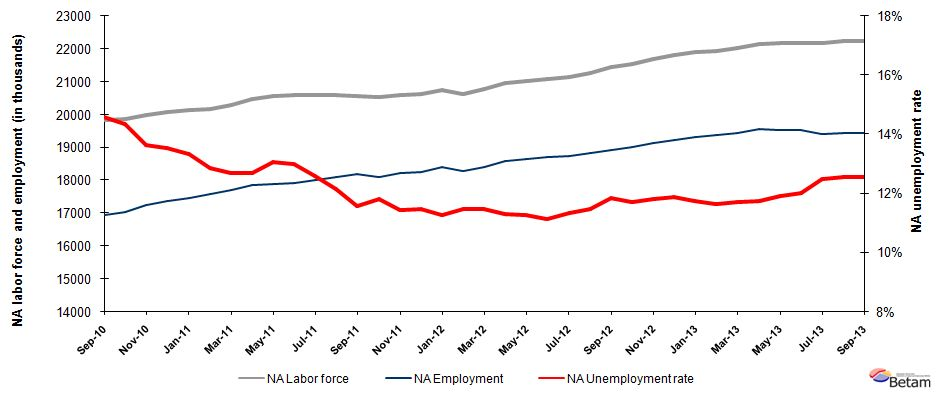 23000
22000
21000
20000
19000
18000
17000
16000
15000
14000
NA labor force and employment (in thousands)
18%
16%
14%
12%
10%
8%
NA unemployment rate
Sep-10
Nov-10
Jan-11
Mar-11
May-11
Jul-11
Sep-11
Nov-11
Jan-12
Mar-12
May-12
Jul-12
Sep-12
Nov-12
Jan-13
Mar-13
May-13
Jul-13
Sep-13
NA Labor force
NA Employment
NA Unemployment rate
Betam